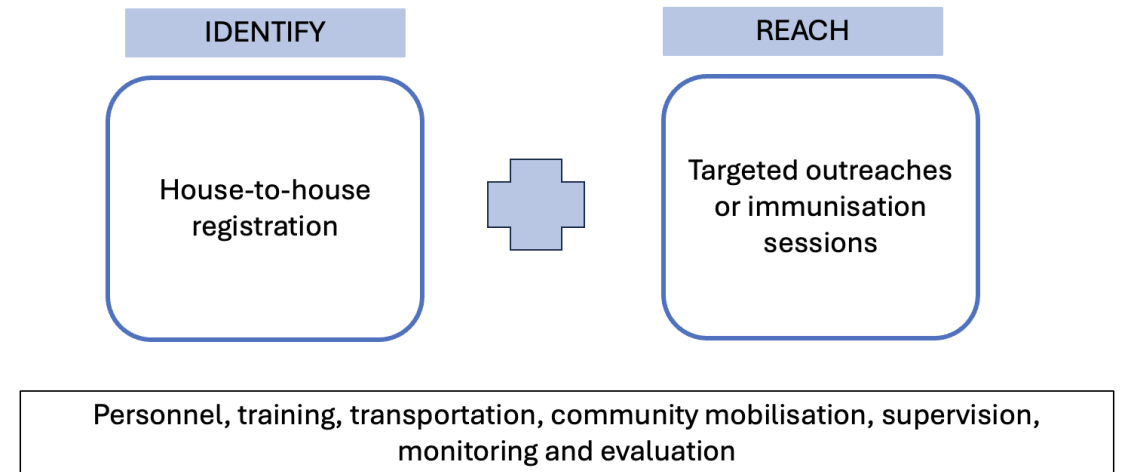 IDENTIFY
REACH
House-to-house
registration
Targeted outreaches
or immunisation
sessions
Personnel, training, transportation, community mobilisation, supervision,
monitoring and evaluation